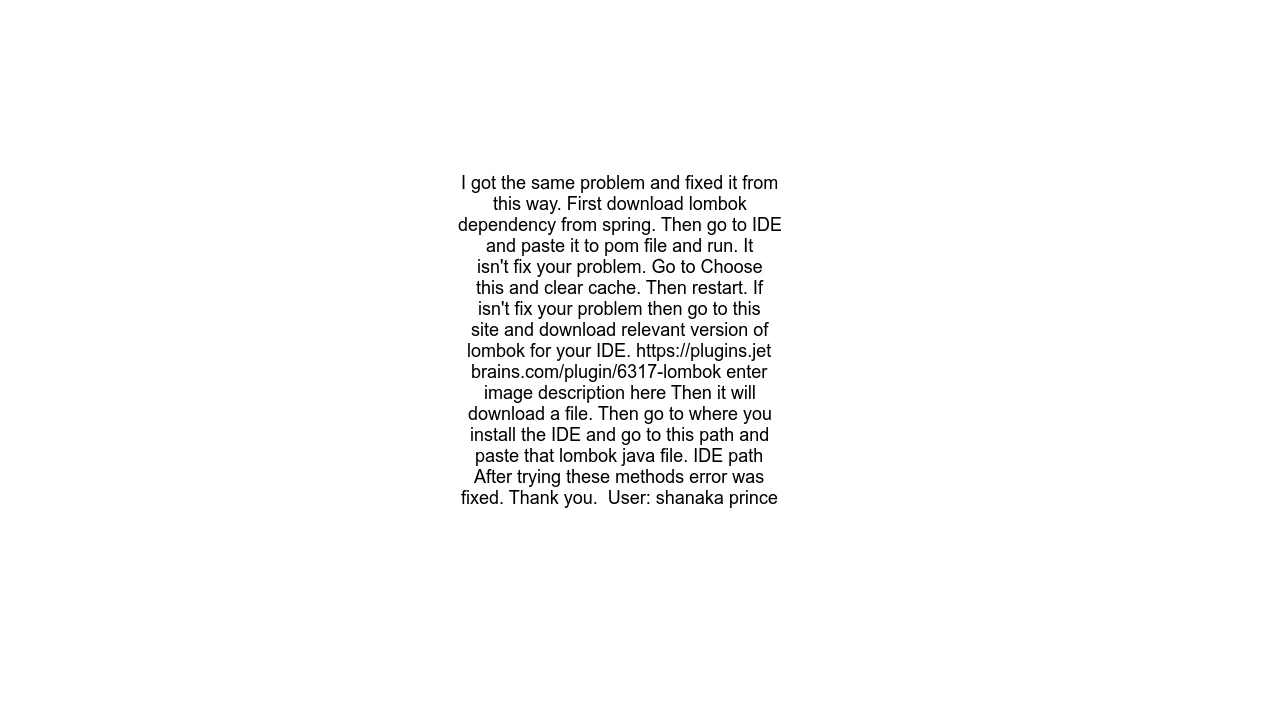 I got the same problem and fixed it from
this way. First download lombok
dependency from spring. Then go to IDE
and paste it to pom file and run. It
isn't fix your problem. Go to Choose
this and clear cache. Then restart. If
isn't fix your problem then go to this
site and download relevant version of
lombok for your IDE. https://plugins.jet
brains.com/plugin/6317-lombok enter
image description here Then it will
download a file. Then go to where you
install the IDE and go to this path and
paste that lombok java file. IDE path
After trying these methods error was
fixed. Thank you.  User: shanaka prince